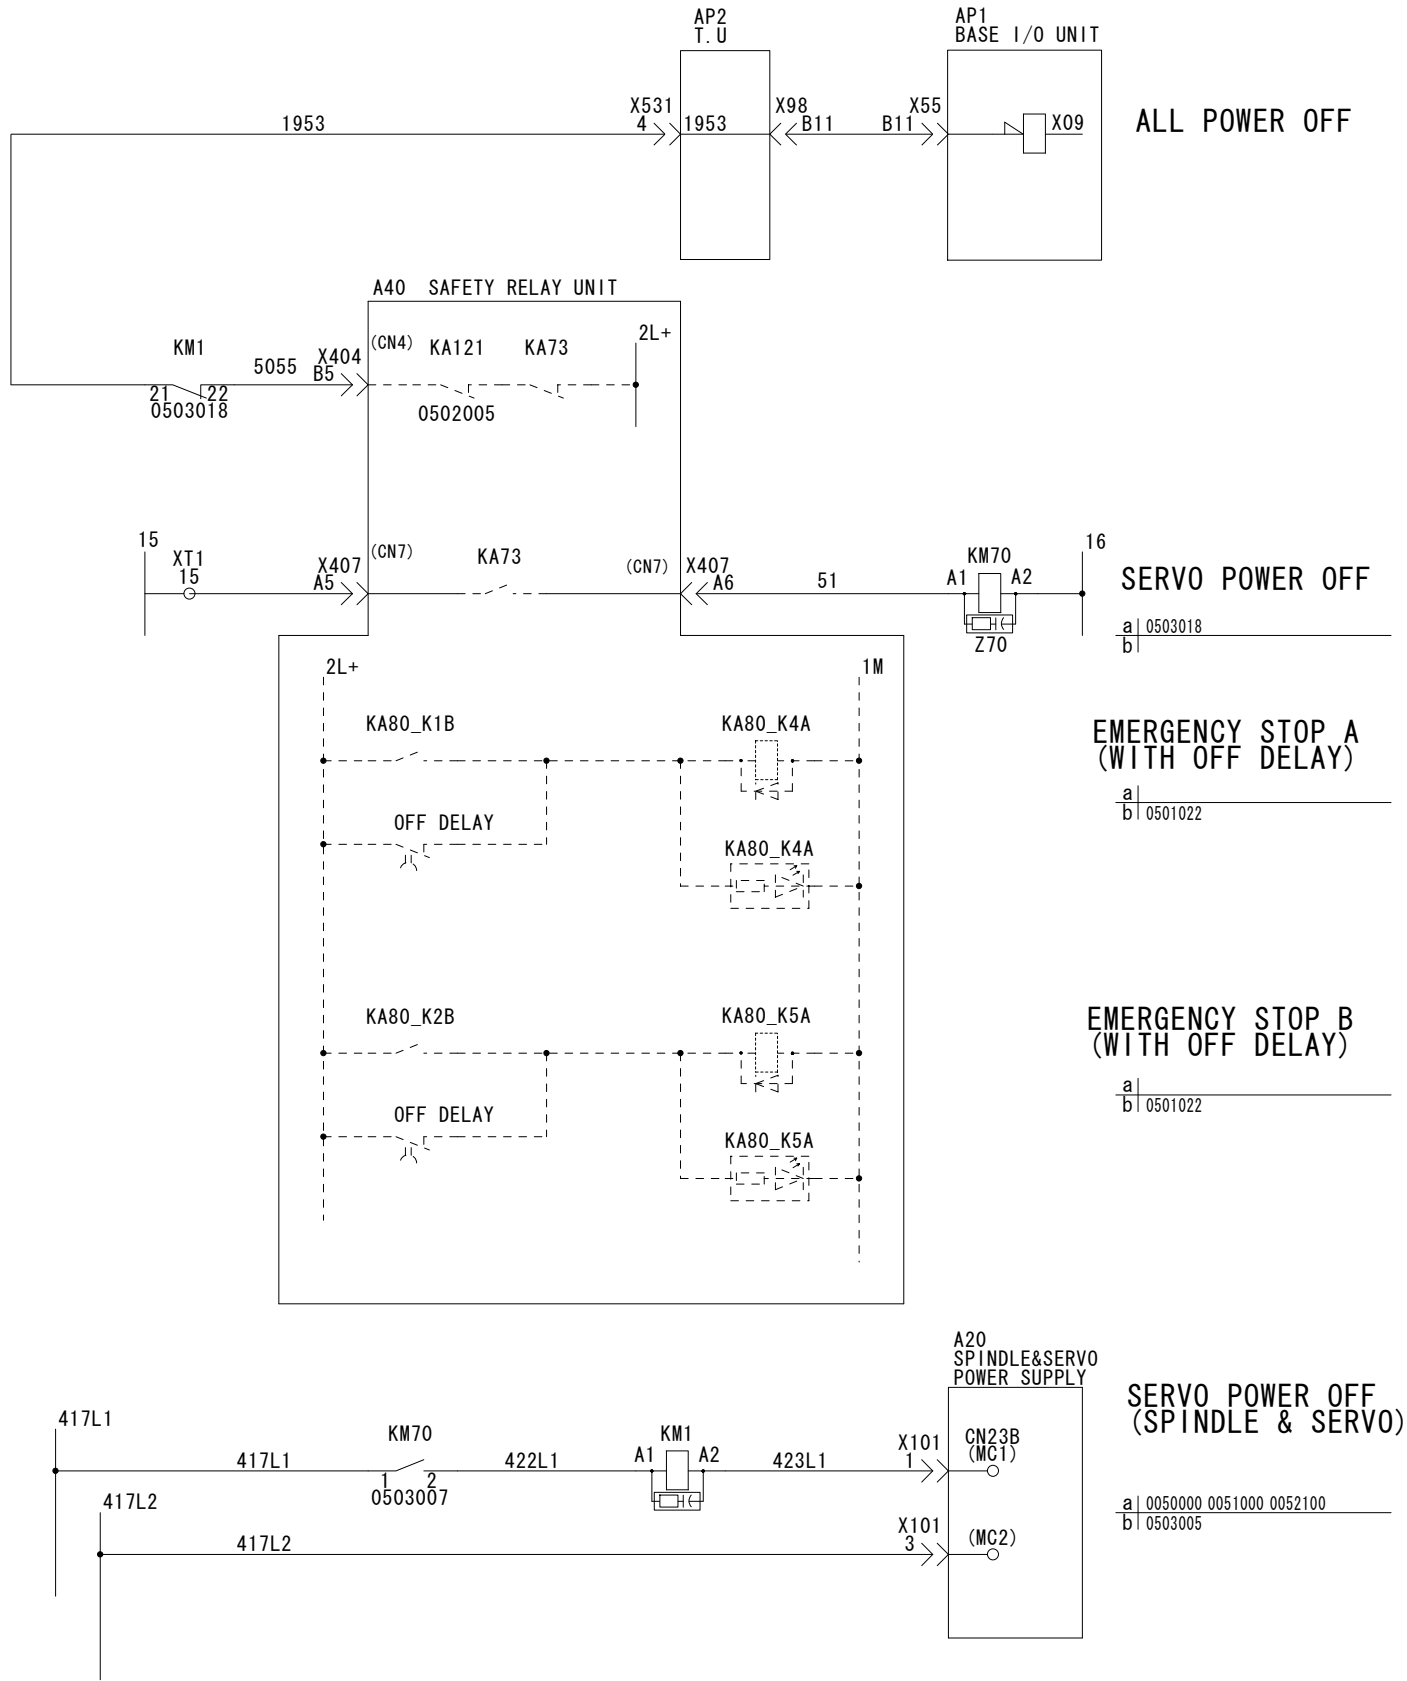 AP2
T.U
AP1
BASE I/O UNIT
1953
X531
4
1953
X98
B11
X55
B11
X09
ALL POWER OFF
A40 SAFETY RELAY UNIT
KM1
21 22
0503018
5055
X404
B5
(CN4)
KA121
0502005
KA73
2L+
15
XT1
15
X407
A5
(CN7)
KA73
(CN7)
X407
A6
51
KM70
A1 A2
Z70
16
SERVO POWER OFF
a 0503018
b
2L+
1M
KA80_K1B
KA80_K4A
OFF DELAY
KA80_K4A
EMERGENCY STOP A
(WITH OFF DELAY)
a
b 0501022
KA80_K2B
KA80_K5A
OFF DELAY
KA80_K5A
EMERGENCY STOP B
(WITH OFF DELAY)
a
b 0501022
A20
SPINDLE&SERVO
POWER SUPPLY
417L1
417L1
KM70
1 2
0503007
422L1
KM1
A1 A2
423L1
X101
1
CN23B
(MC1)
SERVO POWER OFF
(SPINDLE & SERVO)
417L2
417L2
X101
3
(MC2)
a 0050000 0051000 0052100
b 0503005